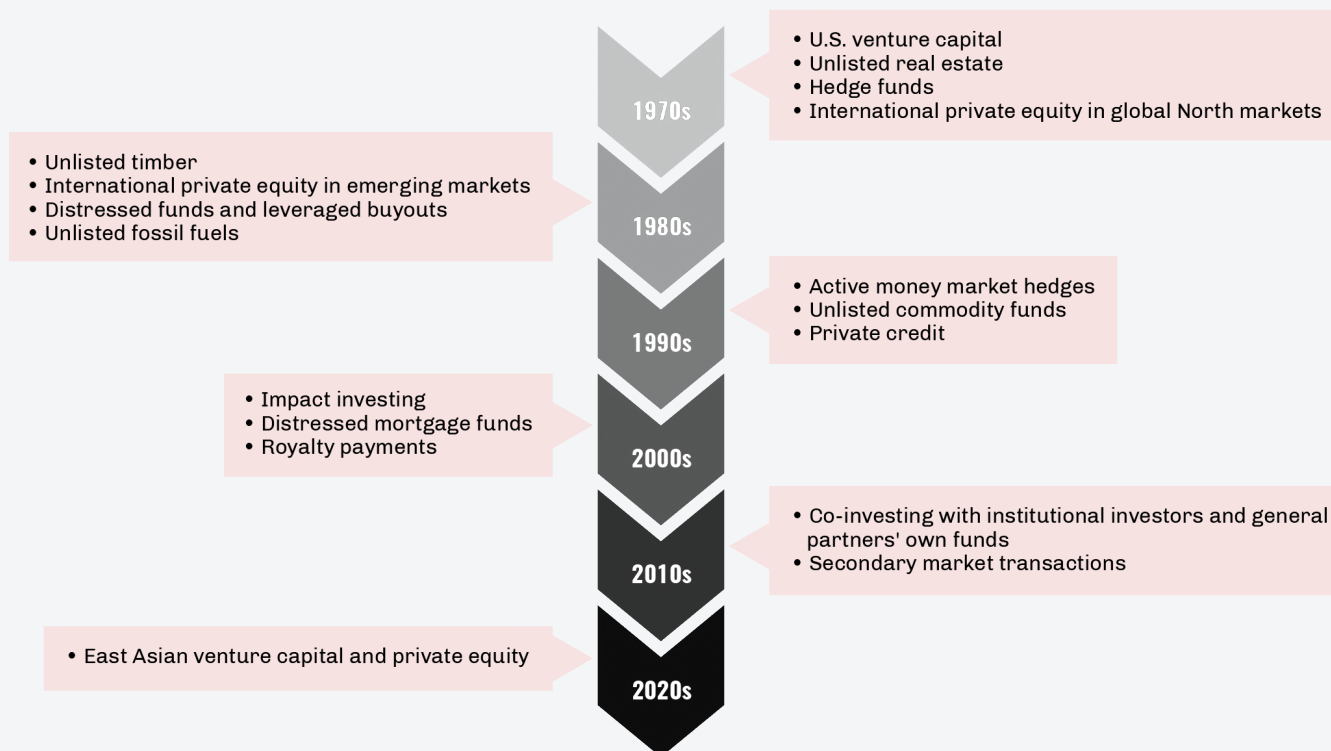 1970s
• U.S. venture capital
• Unlisted real estate
• Hedge funds
• International private equity in global North markets
1980s
• Unlisted timber
• International private equity in emerging markets
• Distressed funds and leveraged buyouts
• Unlisted fossil fuels
1990s
• Active money market hedges
• Unlisted commodity funds
• Private credit
2000s
• Impact investing
• Distressed mortgage funds
• Royalty payments
2010s
• Co-investing with institutional investors and general
partners' own funds
• Secondary market transactions
2020s
• East Asian venture capital and private equity